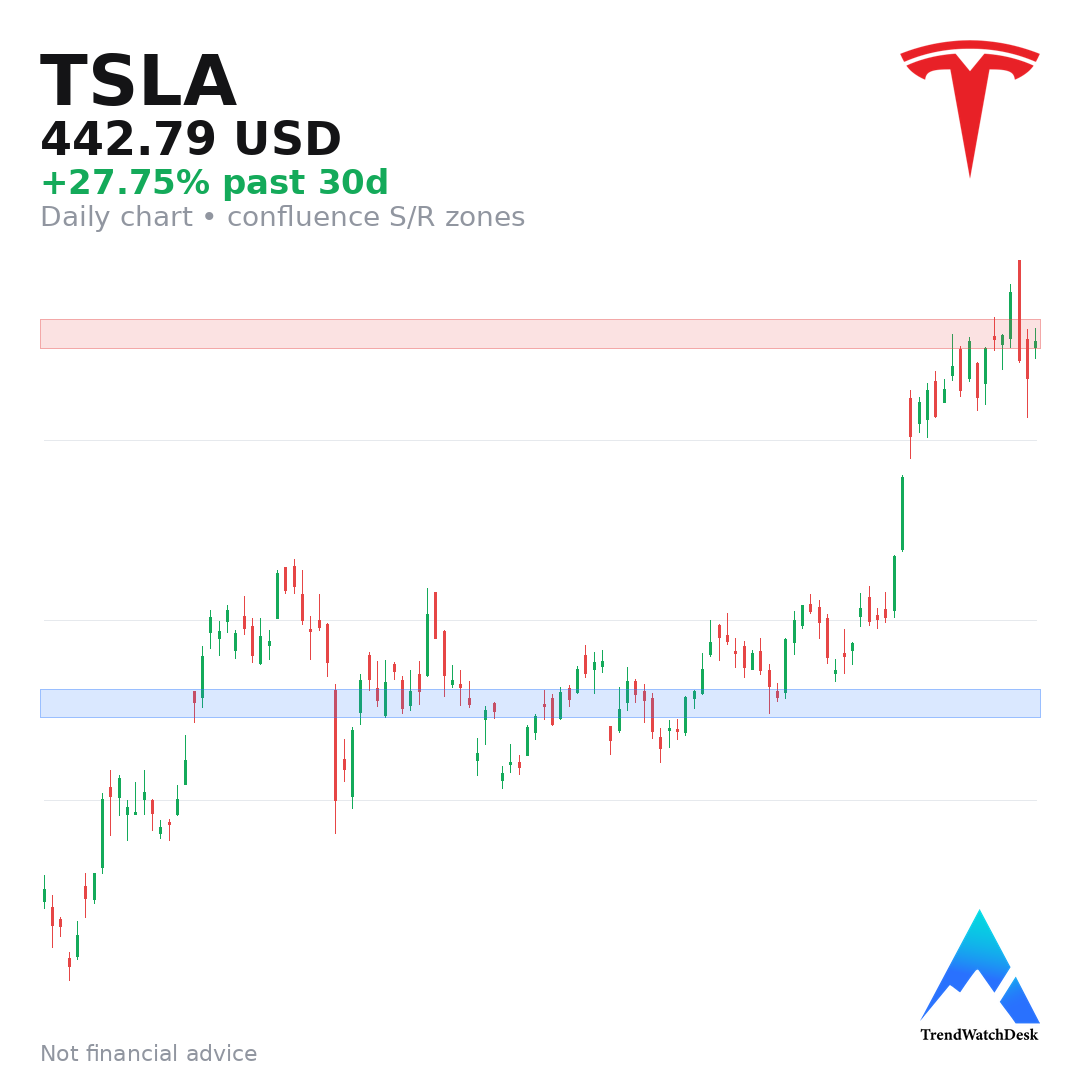 TSLA
442.79 USD
+27.75% past 30d
Daily chart • confluence S/R zones
TrendWatchDesk
Not financial advice